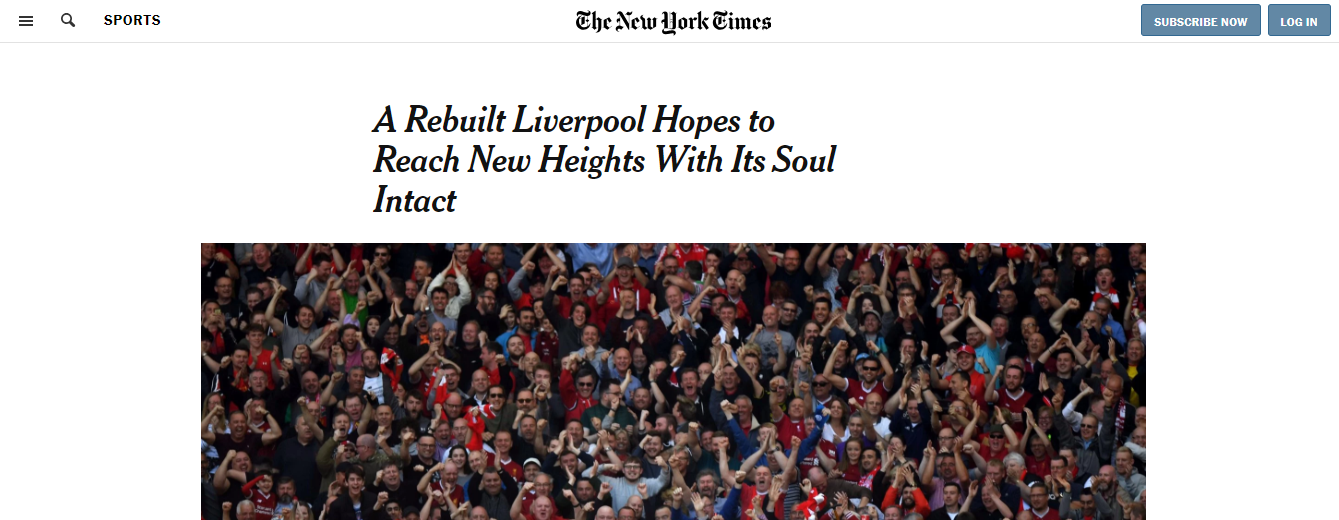 SPORTS
The New York Times
SUBSCRIBE NOW
LOG IN
A Rebuilt Liverpool Hopes to
Reach New Heights With Its Soul
Intact